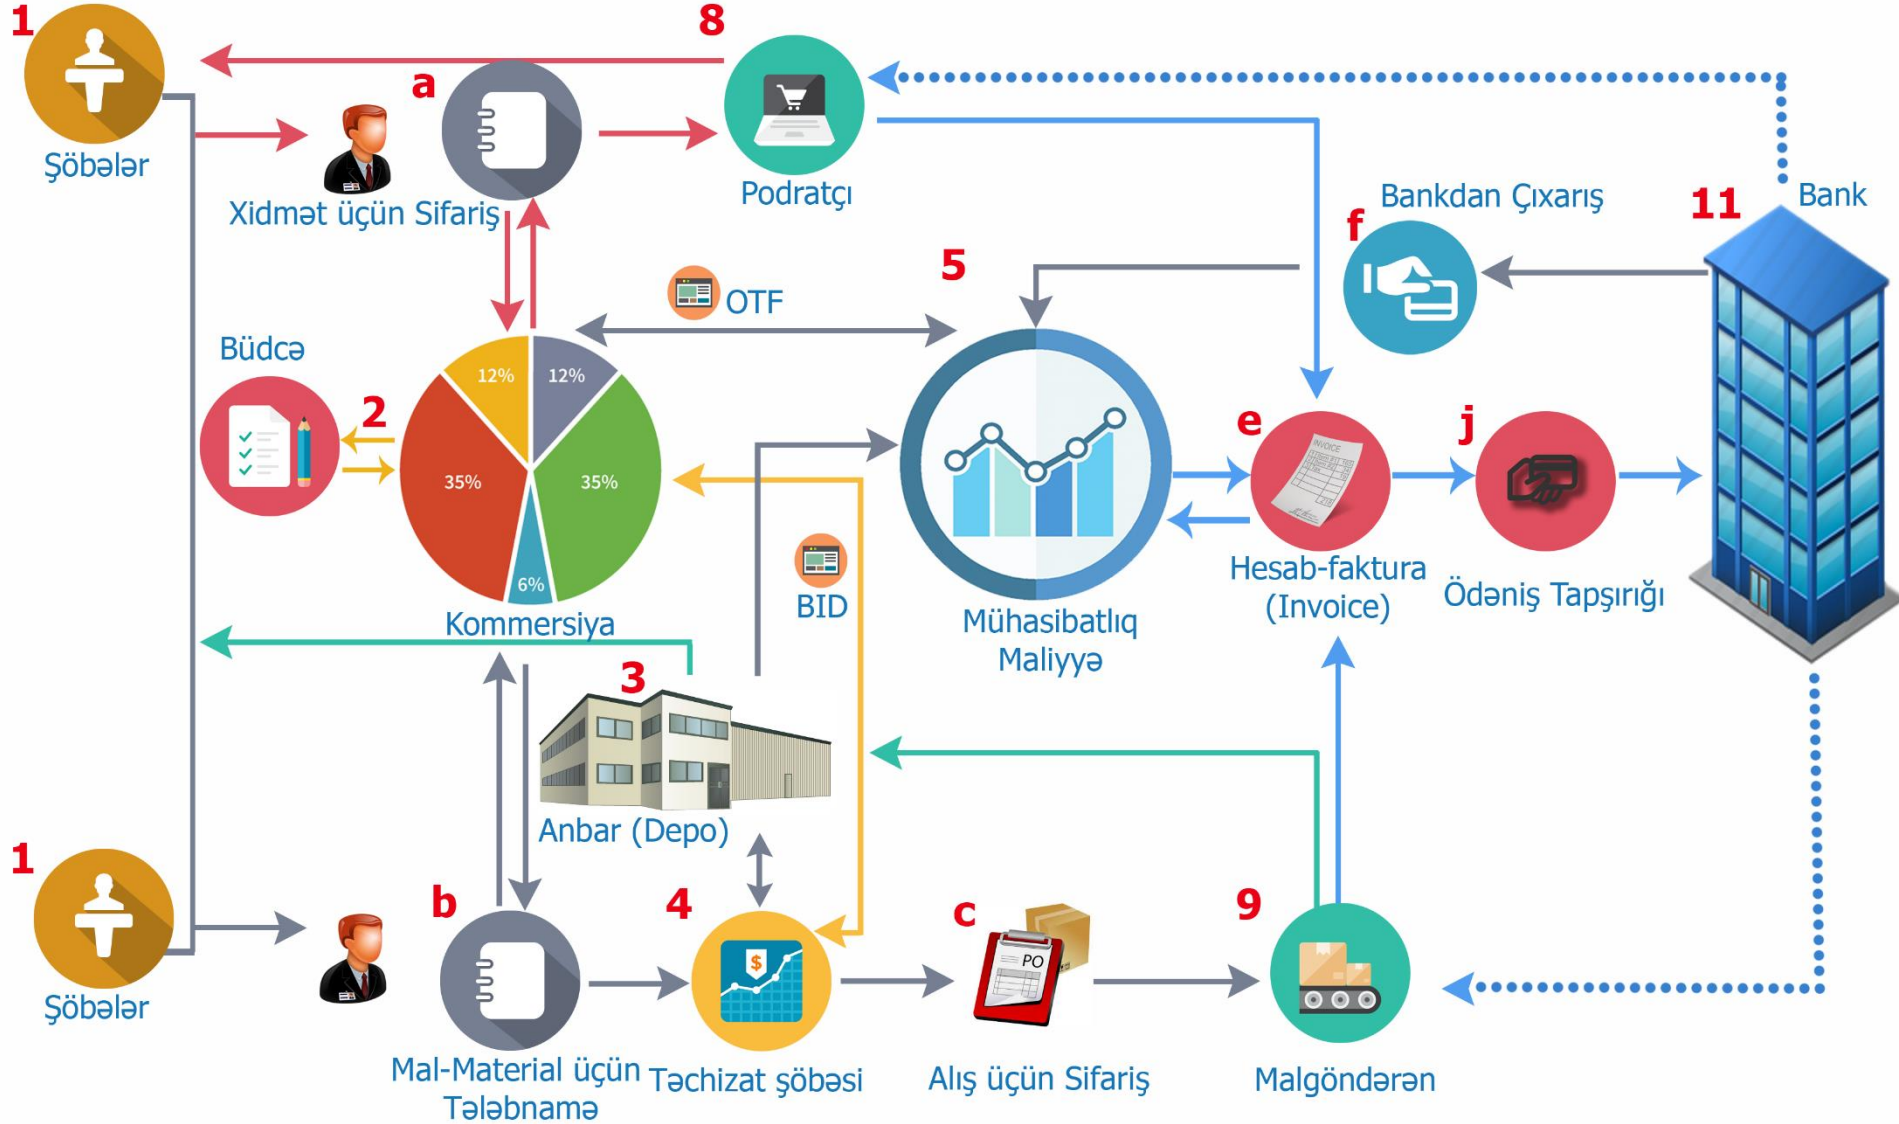 1
8
a
Şöbələr
Xidmət üçün Sifariş
Podratçı
Bankdan Çıxarış
Bank
11
f
5
OTF
Büdcə
2
12%
12%
35%
35%
6%
Kommersiya
e
INVOICE
j
BID
Mühasibatlıq
Maliyyə
Hesab-faktura
(Invoice)
Ödəniş Tapşırığı
3
Anbar (Depo)
1
Şöbələr
b
4
$
c
PO
9
Mal-Material üçün
Tələbnamə
Təchizat şöbəsi
Alış üçün Sifariş
Malgöndərən